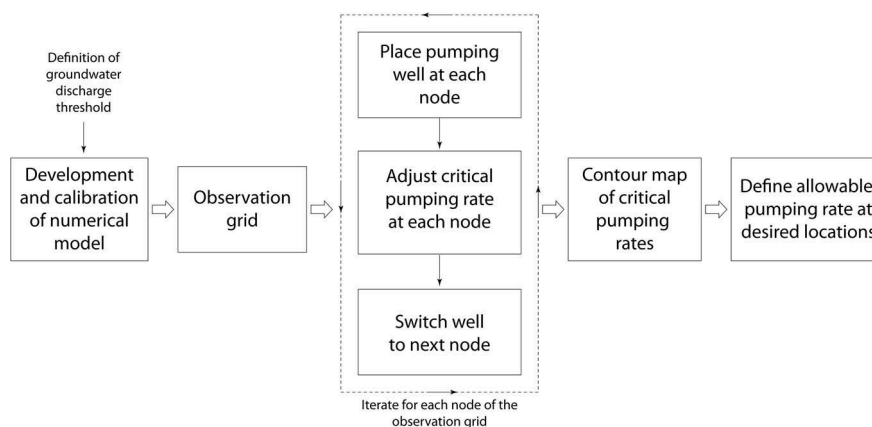 Definition of
groundwater
discharge
threshold
Development
and calibration
of numerical
model
Observation
grid
Place pumping
well at each
node
Adjust critical
pumping rate
at each node
Switch well
to next node
Iterate for each node of the
observation grid
Contour map
of critical
pumping
rates
Define allowable
pumping rate at
desired locations